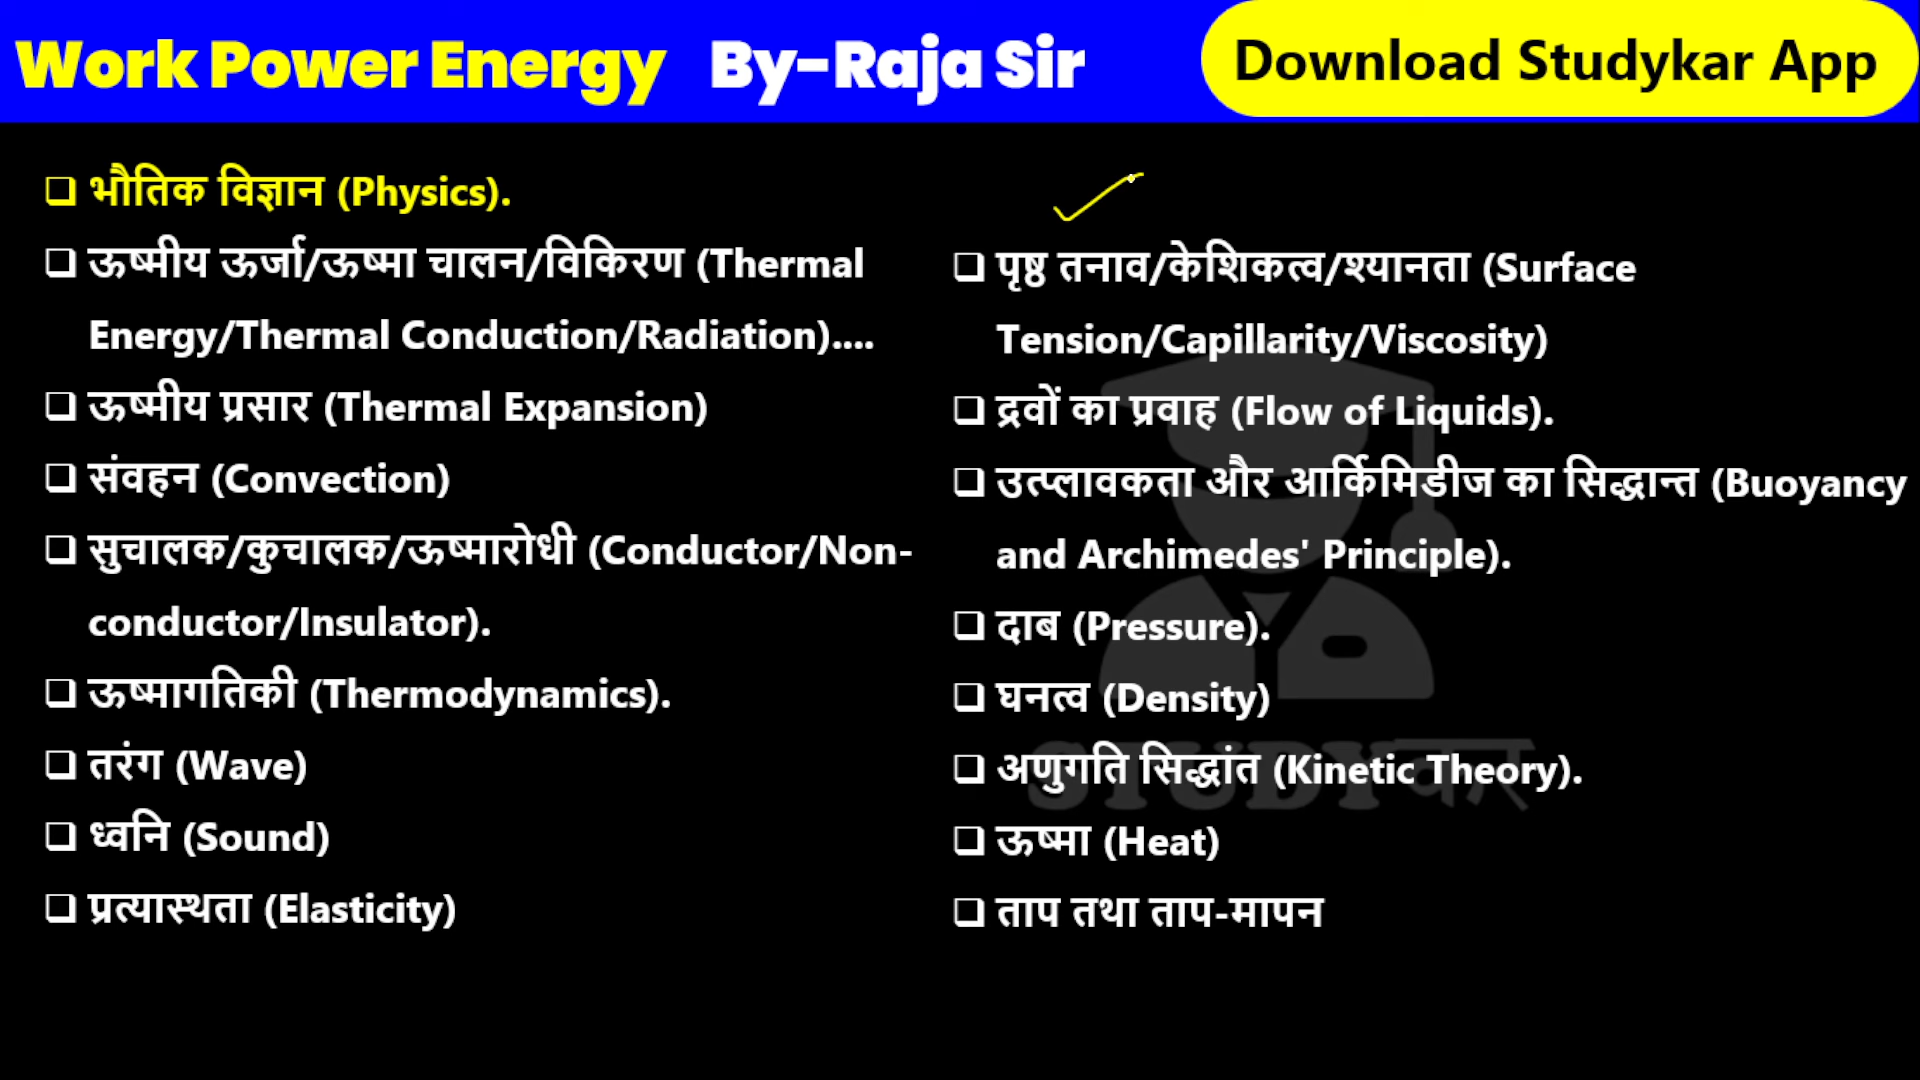 Work Power Energy By-Raja Sir
Download Studykar App
❑ भौतिक विज्ञान (Physics).
❑ ऊष्मीय ऊर्जा/ऊष्मा चालन/विकिरण (Thermal
Energy/Thermal Conduction/Radiation)....
❑ ऊष्मीय प्रसार (Thermal Expansion)
❑ संवहन (Convection)
❑ सुचालक/कुचालक/ऊष्मारोधी (Conductor/Non-
conductor/Insulator).
❑ ऊष्मागतिकी (Thermodynamics).
❑ तरंग (Wave)
❑ ध्वनि (Sound)
❑ प्रत्यास्थता (Elasticity)
❑ पृष्ठ तनाव/केशिकत्व/श्यानता (Surface
Tension/Capillarity/Viscosity)
❑ द्रवों का प्रवाह (Flow of Liquids).
❑ उत्प्लावकता और आर्किमिडीज का सिद्धान्त (Buoyancy
and Archimedes' Principle).
❑ दाब (Pressure).
❑ घनत्व (Density)
❑ अणुगति सिद्धांत (Kinetic Theory).
❑ ऊष्मा (Heat)
❑ ताप तथा ताप-मापन
STUDYकर